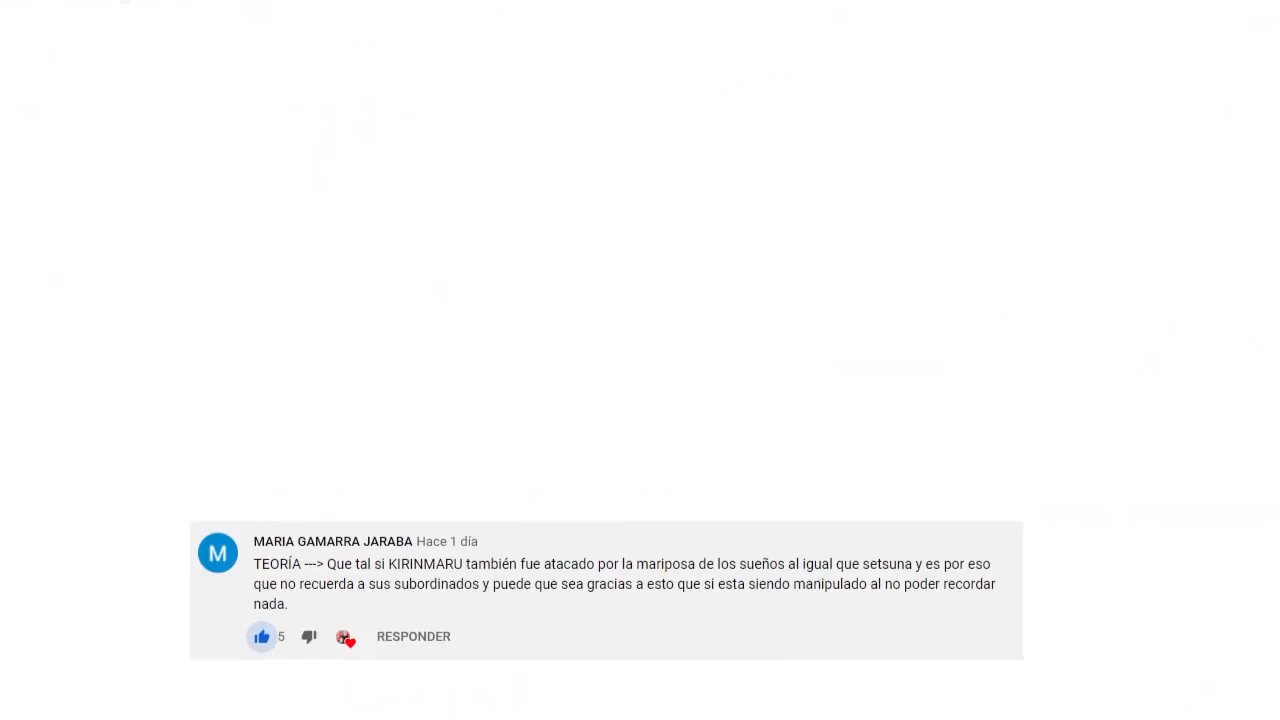 M
MARIA GAMARRA JARABA Hace 1 día
TEORÍA ---> Que tal si KIRINMARU también fue atacado por la mariposa de los sueños al igual que setsuna y es por eso
que no recuerda a sus subordinados y puede que sea gracias a esto que si esta siendo manipulado al no poder recordar
nada.
5 RESPONDER